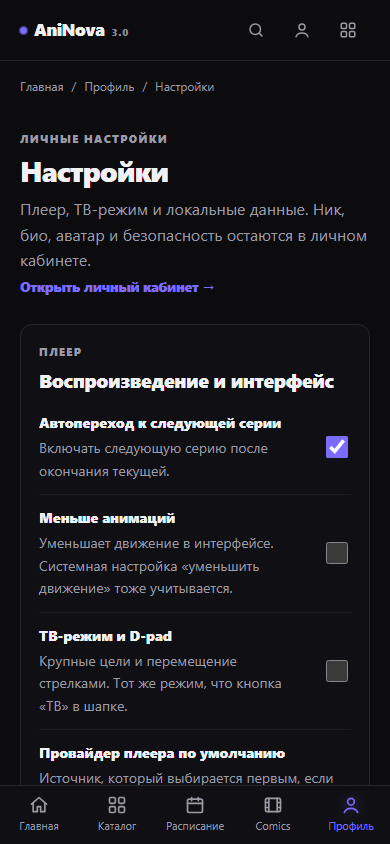 AniNova 3.0
Главная / Профиль / Настройки
ЛИЧНЫЕ НАСТРОЙКИ
Настройки
Плеер, ТВ-режим и локальные данные. Ник,
био, аватар и безопасность остаются в личном
кабинете.
Открыть личный кабинет →
ПЛЕЕР
Воспроизведение и интерфейс
Автопереход к следующей серии
Включать следующую серию после
окончания текущей.
Меньше анимаций
Уменьшает движение в интерфейсе.
Системная настройка «уменьшить
движение» тоже учитывается.
ТВ-режим и D-pad
Крупные цели и перемещение
стрелками. Тот же режим, что кнопка
«ТВ» в шапке.
Провайдер плеера по умолчанию
Источник, который выбирается первым, если
Главная Каталог Расписание Comics Профиль